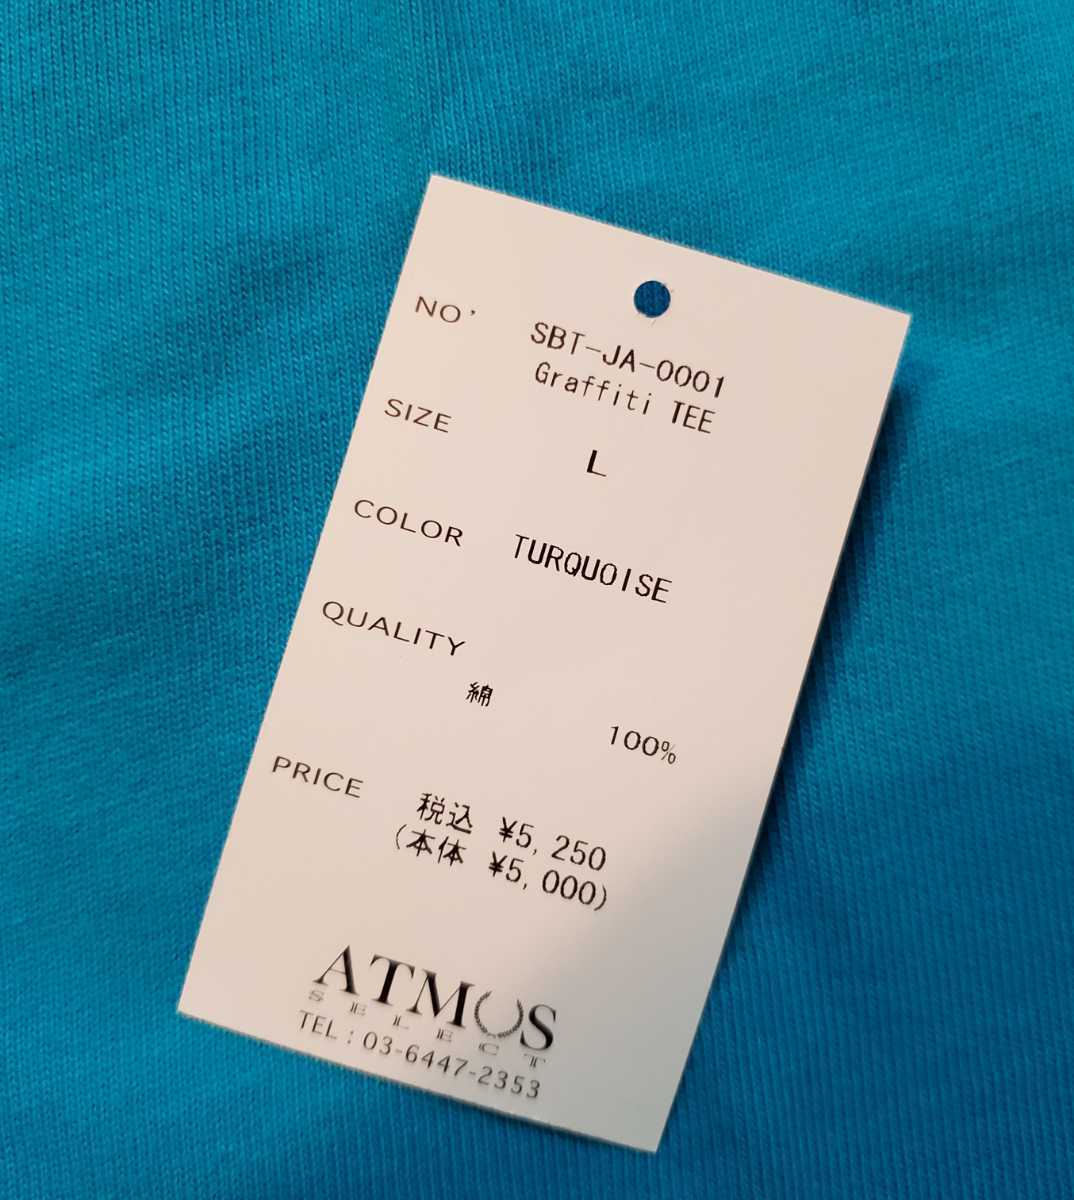 NO' SBT-JA-0001
Graffiti TEE
SIZE L
COLOR TURQUOISE
QUALITY
綿 100%
PRICE 税込 ¥5,250
(本体 ¥5,000)
ATMOS
SELECT
TEL:03-6447-2353